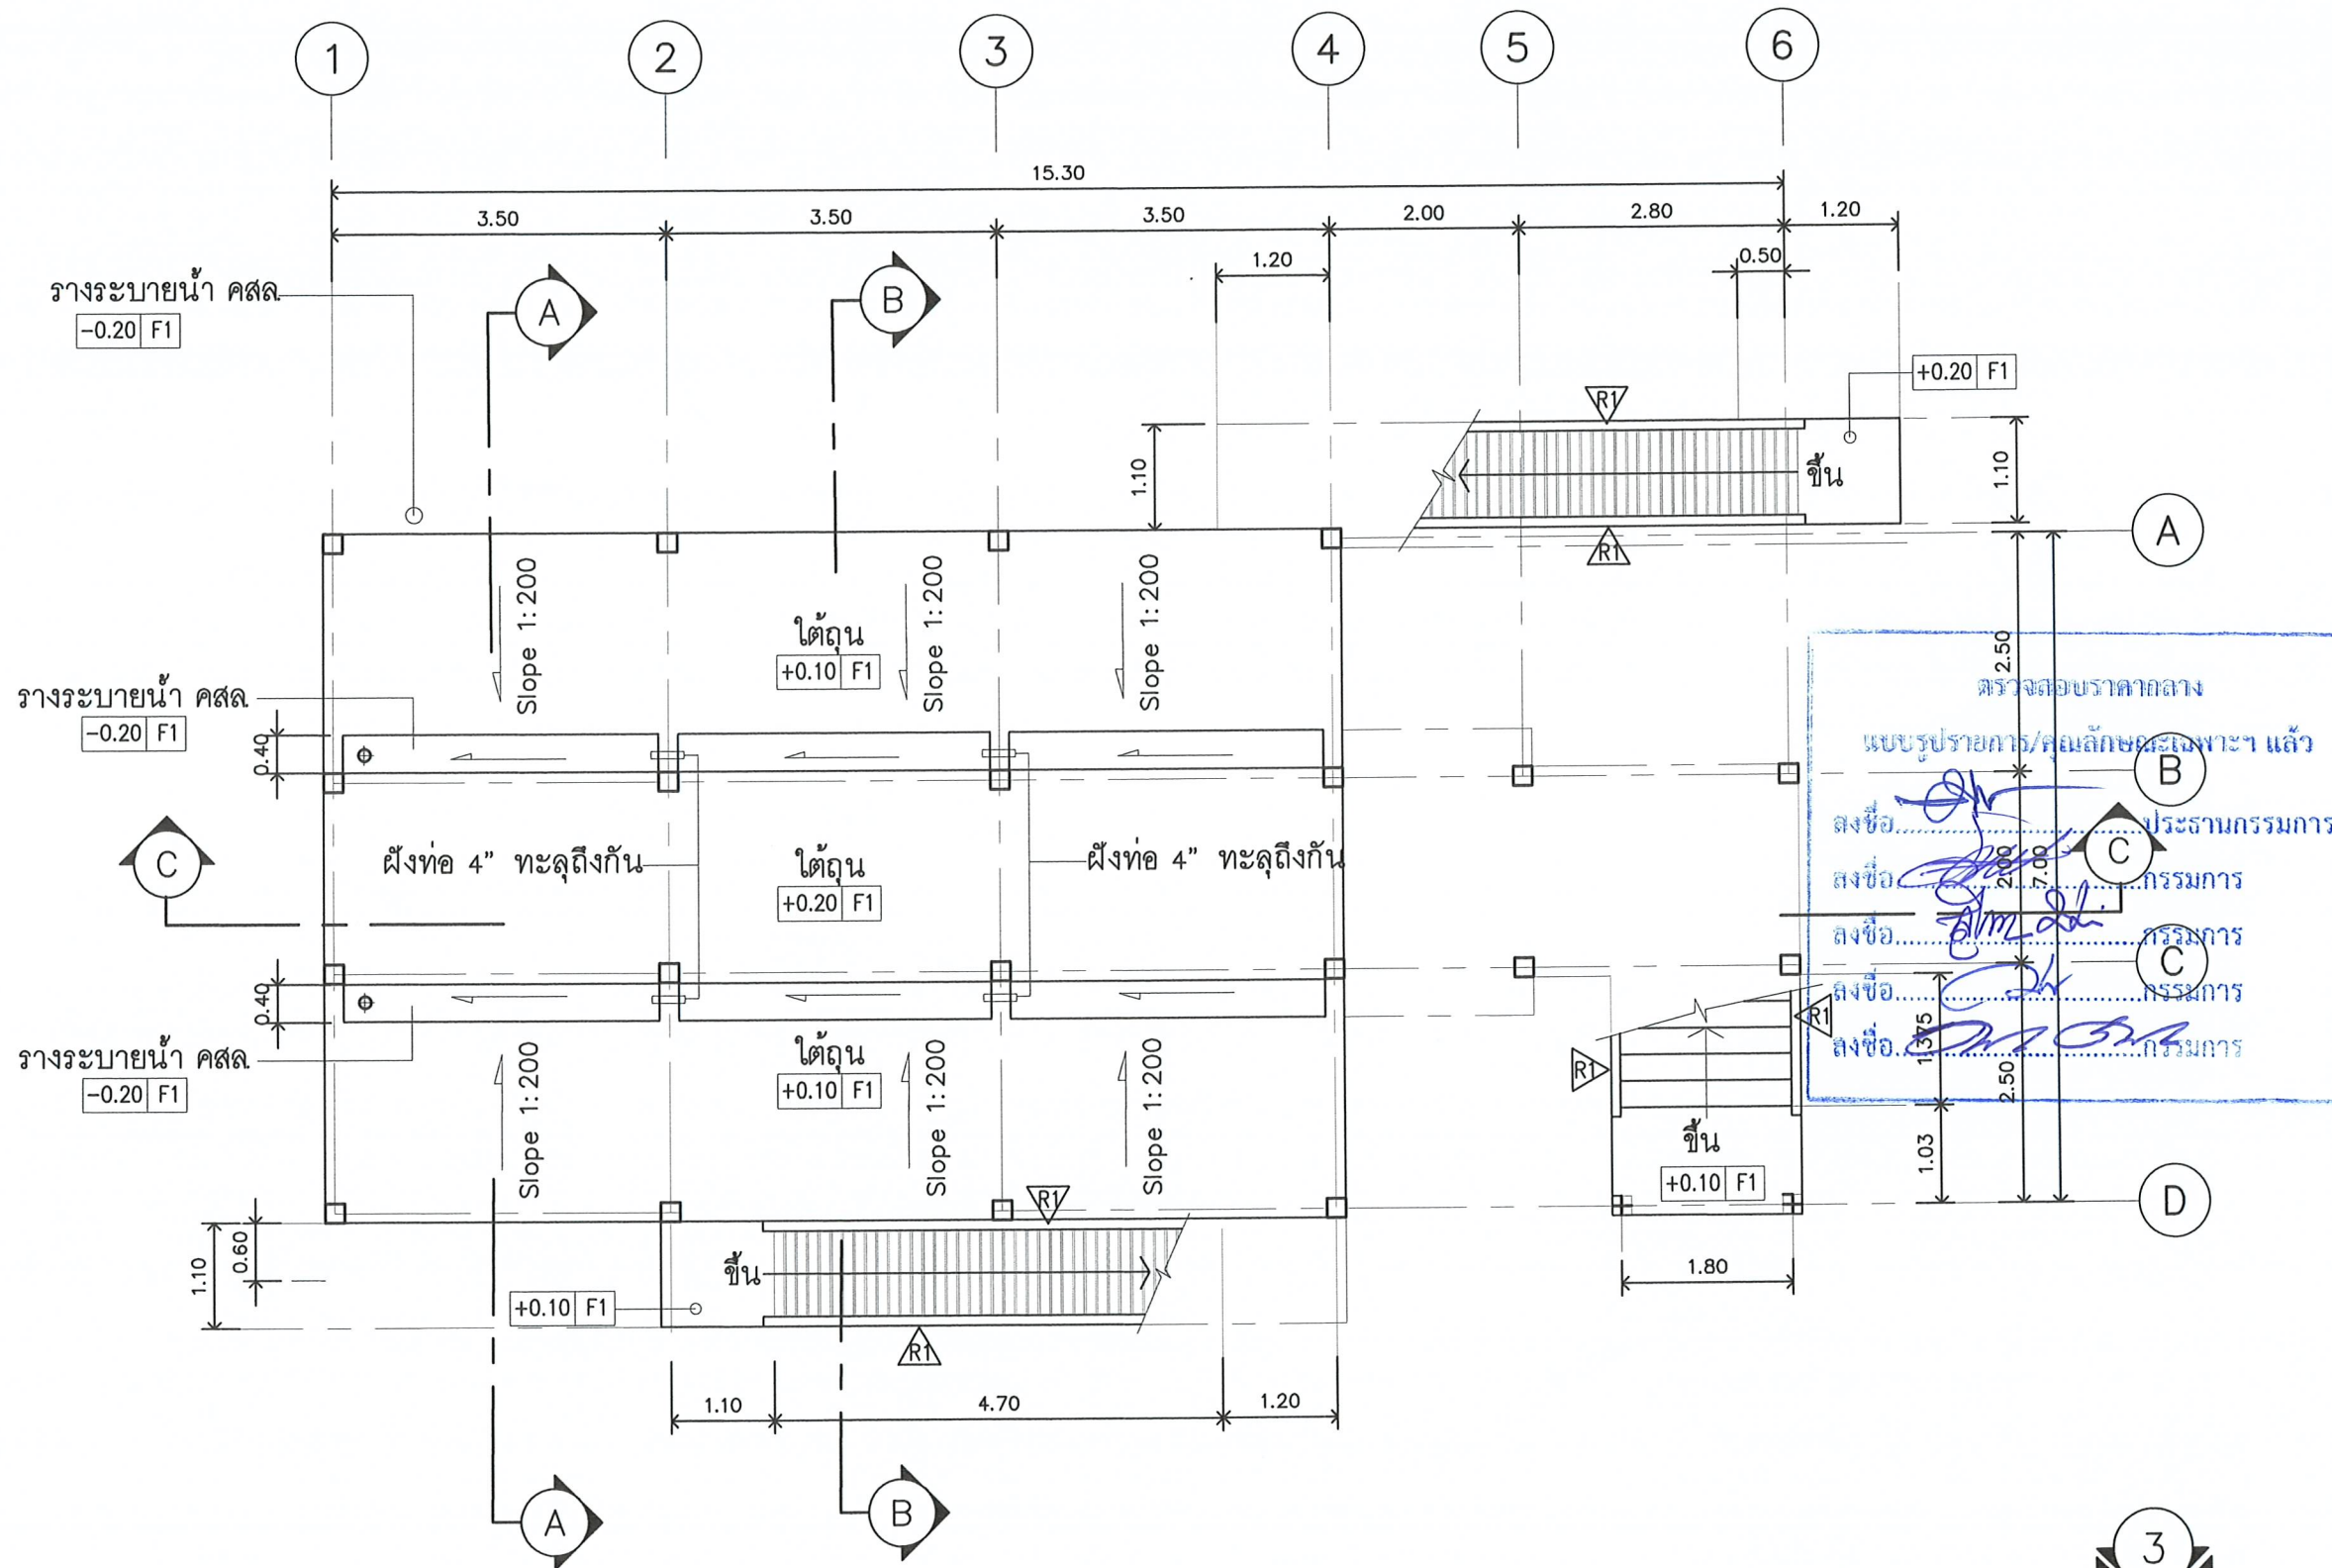 1 2 3 4 5 6
15.30
3.50 3.50 3.50 2.00 2.80 1.20
1.20 0.50
รางระบายน้ำ คสล.
-0.20 F1
A B
+0.20 F1
R1
1.10
ขึ้น
1.10
R1
A
Slope 1:200
ใต้ถุน
+0.10 F1
Slope 1:200
Slope 1:200
2.50
ตรวจสอบราคากลาง
แบบรูปรายการ/คุณลักษณะเฉพาะฯ แล้ว
รางระบายน้ำ คสล.
-0.20 F1
0.40
B
ลงชื่อ..............................ประธานกรรมการ
C
ฝังท่อ 4" ทะลุถึงกัน
ใต้ถุน
+0.20 F1
ฝังท่อ 4" ทะลุถึงกัน
C
2.00 7.00
ลงชื่อ..............................กรรมการ
ลงชื่อ..............................กรรมการ
C
ลงชื่อ..............................กรรมการ
0.40
R1
1.375
ลงชื่อ..............................กรรมการ
รางระบายน้ำ คสล.
-0.20 F1
Slope 1:200
ใต้ถุน
+0.10 F1
Slope 1:200
Slope 1:200
R1
2.50
ขึ้น
+0.10 F1
1.03
D
R1
1.10 0.60
ขึ้น
+0.10 F1
R1
1.80
1.10 4.70 1.20
A B
3